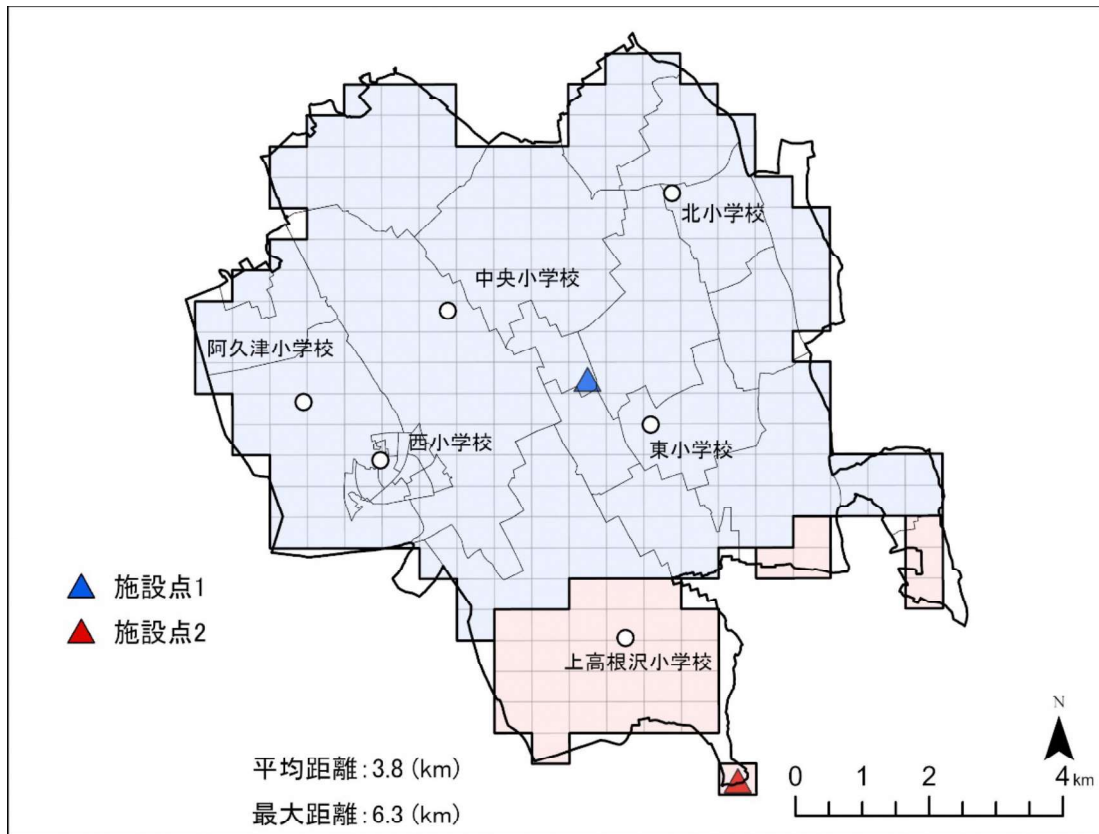 北小学校
中央小学校
阿久津小学校
西小学校
東小学校
施設点1
施設点2
上高根沢小学校
平均距離:3.8 (km)
最大距離:6.3 (km)
N
0 1 2 4 km